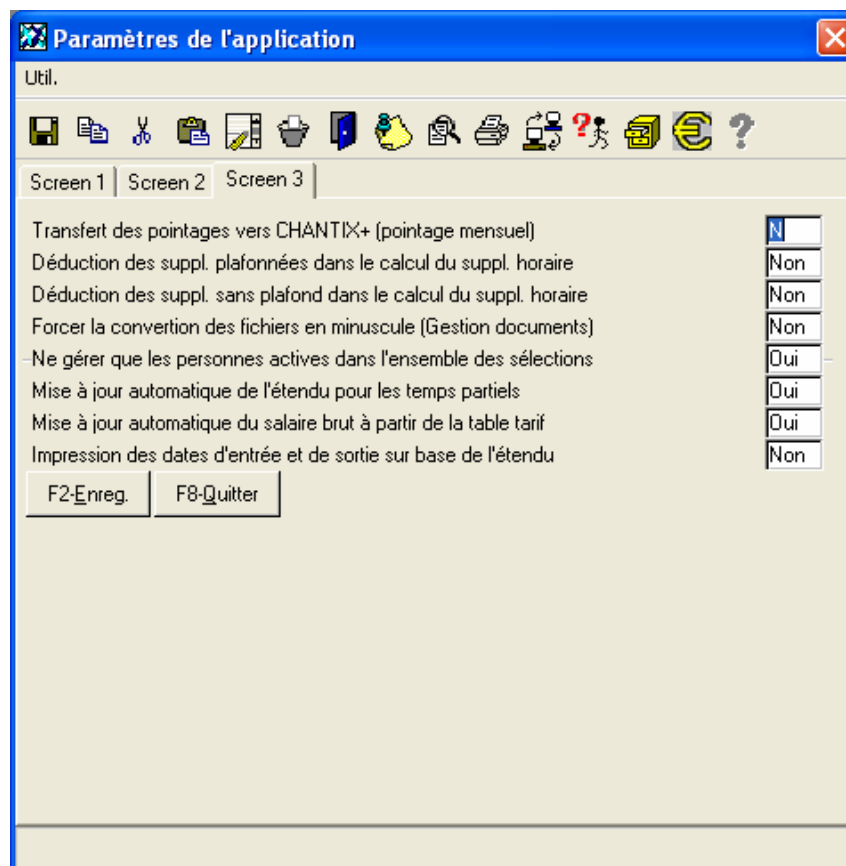 Paramètres de l'application
Util.
Screen 1 Screen 2 Screen 3
Transfert des pointages vers CHANTIX+ (pointage mensuel) N
Déduction des suppl. plafonnées dans le calcul du suppl. horaire Non
Déduction des suppl. sans plafond dans le calcul du suppl. horaire Non
Forcer la convertion des fichiers en minuscule (Gestion documents) Non
Ne gérer que les personnes actives dans l'ensemble des sélections Oui
Mise à jour automatique de l'étendu pour les temps partiels Oui
Mise à jour automatique du salaire brut à partir de la table tarif Oui
Impression des dates d'entrée et de sortie sur base de l'étendu Non
F2-Enreg. F8-Quitter